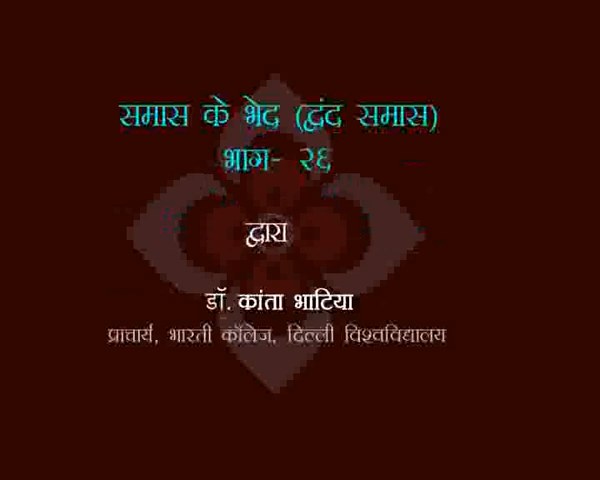 समास के भेद (द्वंद समास)
भाग- २६
द्वारा
डॉ. कांता भाटिया
प्राचार्य, भारती कॉलेज, दिल्ली विश्वविद्यालय